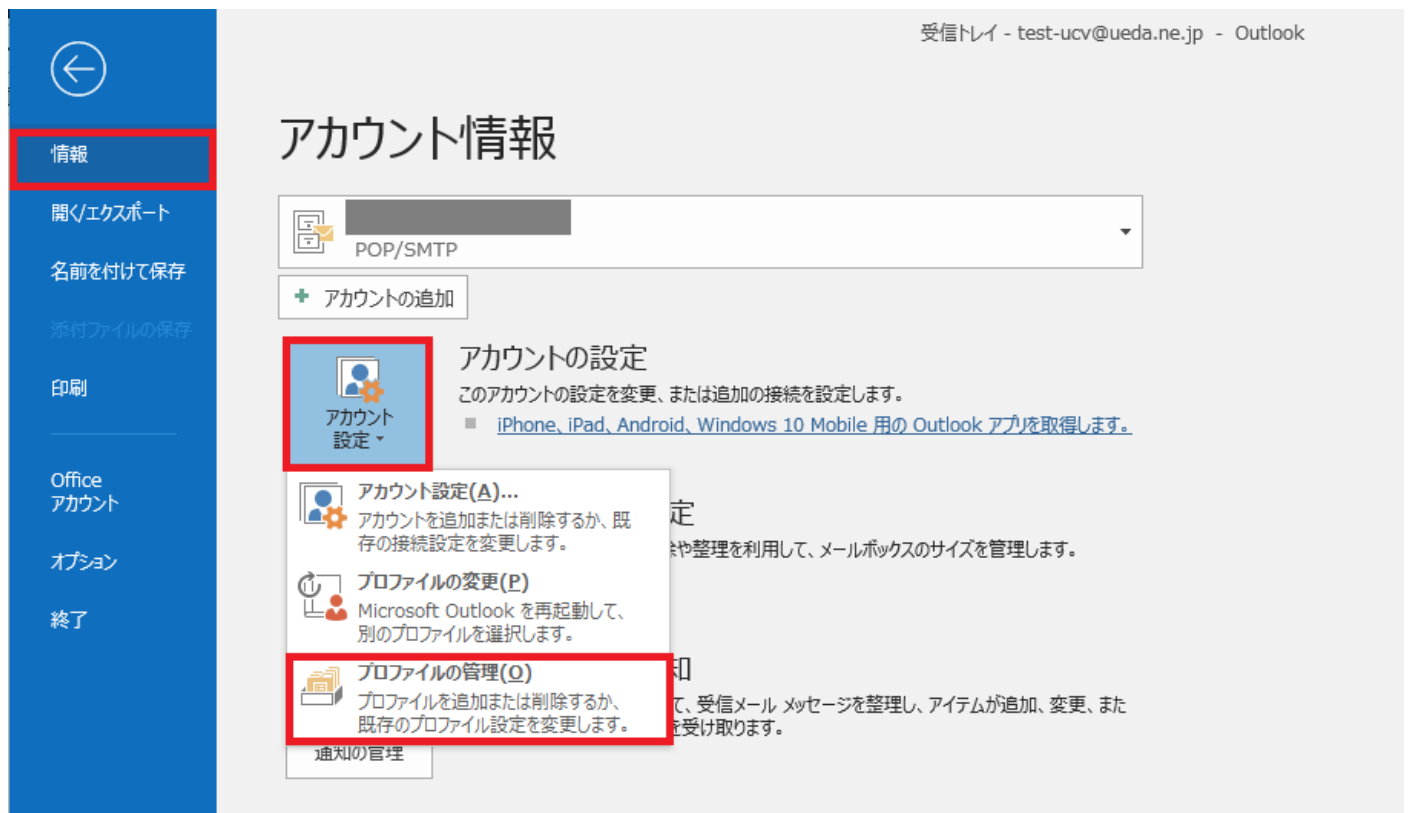 受信トレイ - test-ucv@ueda.ne.jp - Outlook
情報
開く/エクスポート
名前を付けて保存
添付ファイルの保存
印刷
Office
アカウント
オプション
終了
アカウント情報
POP/SMTP
アカウントの追加
アカウント
設定
アカウントの設定
このアカウントの設定を変更、または追加の接続を設定します。
iPhone、iPad、Android、Windows 10 Mobile 用の Outlook アプリを取得します。
アカウント設定(A)...
アカウントを追加または削除するか、既
存の接続設定を変更します。
プロファイルの変更(P)
Microsoft Outlook を再起動して、
別のプロファイルを選択します。
プロファイルの管理(O)
プロファイルを追加または削除するか、
既存のプロファイル設定を変更します。
定
や整理を利用して、メールボックスのサイズを管理します。
て、受信メール メッセージを整理し、アイテムが追加、変更、また
を受け取ります。
通知の管理